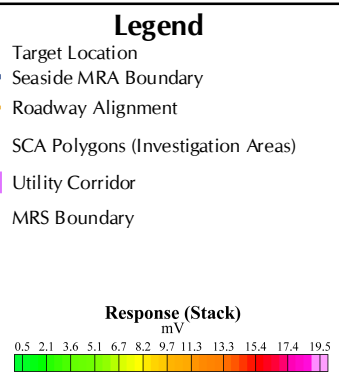 Legend
Target Location
Seaside MRA Boundary
Roadway Alignment
SCA Polygons (Investigation Areas)
Utility Corridor
MRS Boundary
Response (Stack)
mV
0.5 2.1 3.6 5.1 6.7 8.2 9.7 11.3 13.3 15.4 17.4 19.5